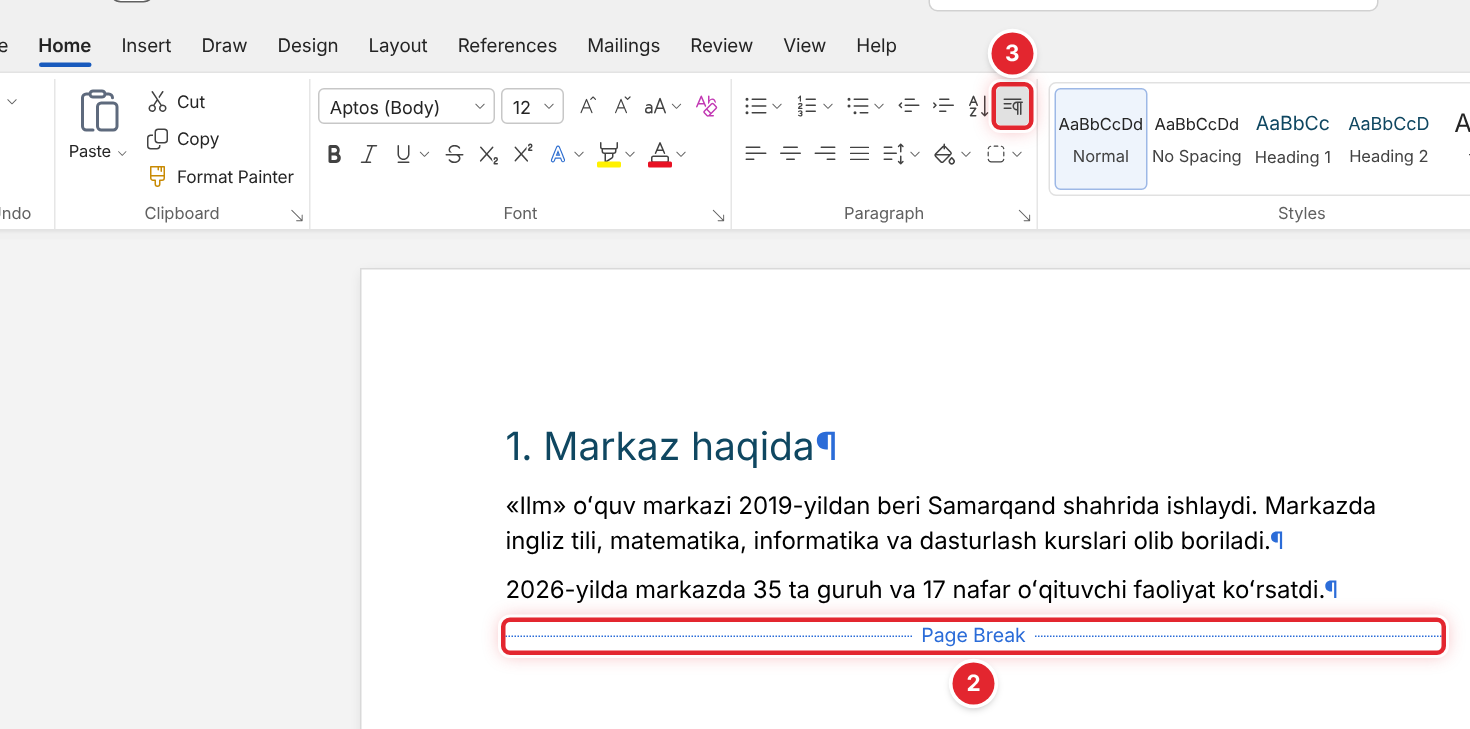 Home Insert Draw Design Layout References Mailings Review View Help
3
Paste
Cut
Copy
Format Painter
Clipboard
Aptos (Body) 12
Font
Paragraph
AaBbCcDd Normal
AaBbCcDd No Spacing
AaBbCc Heading 1
AaBbCcD Heading 2
Styles
1. Markaz haqida¶
«Ilm» oʻquv markazi 2019-yildan beri Samarqand shahrida ishlaydi. Markazda
ingliz tili, matematika, informatika va dasturlash kurslari olib boriladi.¶
2026-yilda markazda 35 ta guruh va 17 nafar oʻqituvchi faoliyat koʻrsatdi.¶
Page Break
2